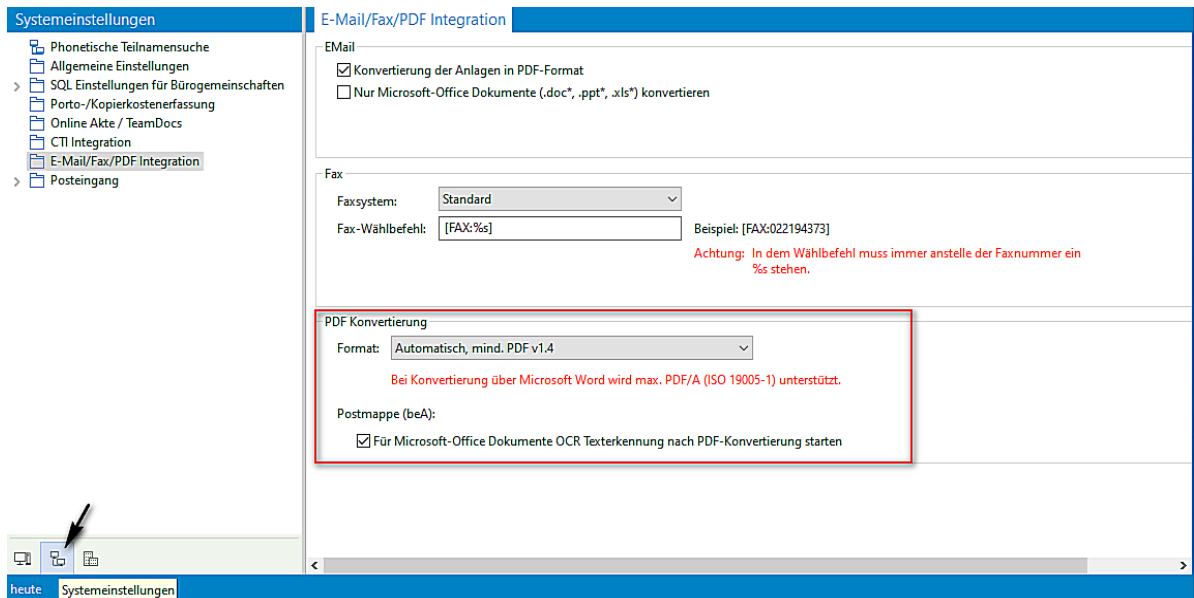 Systemeinstellungen
Phonetische Teilnamensuche
Allgemeine Einstellungen
SQL Einstellungen für Bürogemeinschaften
Porto-/Kopierkostenerfassung
Online Akte / TeamDocs
CTI Integration
E-Mail/Fax/PDF Integration
Posteingang
E-Mail/Fax/PDF Integration
EMail
Konvertierung der Anlagen in PDF-Format
Nur Microsoft-Office Dokumente (.doc*, .ppt*, .xls*) konvertieren
Fax
Faxsystem: Standard
Fax-Wählbefehl: [FAX:%s] Beispiel: [FAX:022194373]
Achtung: In dem Wählbefehl muss immer anstelle der Faxnummer ein
%s stehen.
PDF Konvertierung
Format: Automatisch, mind. PDF v1.4
Bei Konvertierung über Microsoft Word wird max. PDF/A (ISO 19005-1) unterstützt.
Postmappe (beA):
Für Microsoft-Office Dokumente OCR Texterkennung nach PDF-Konvertierung starten
heute Systemeinstellungen